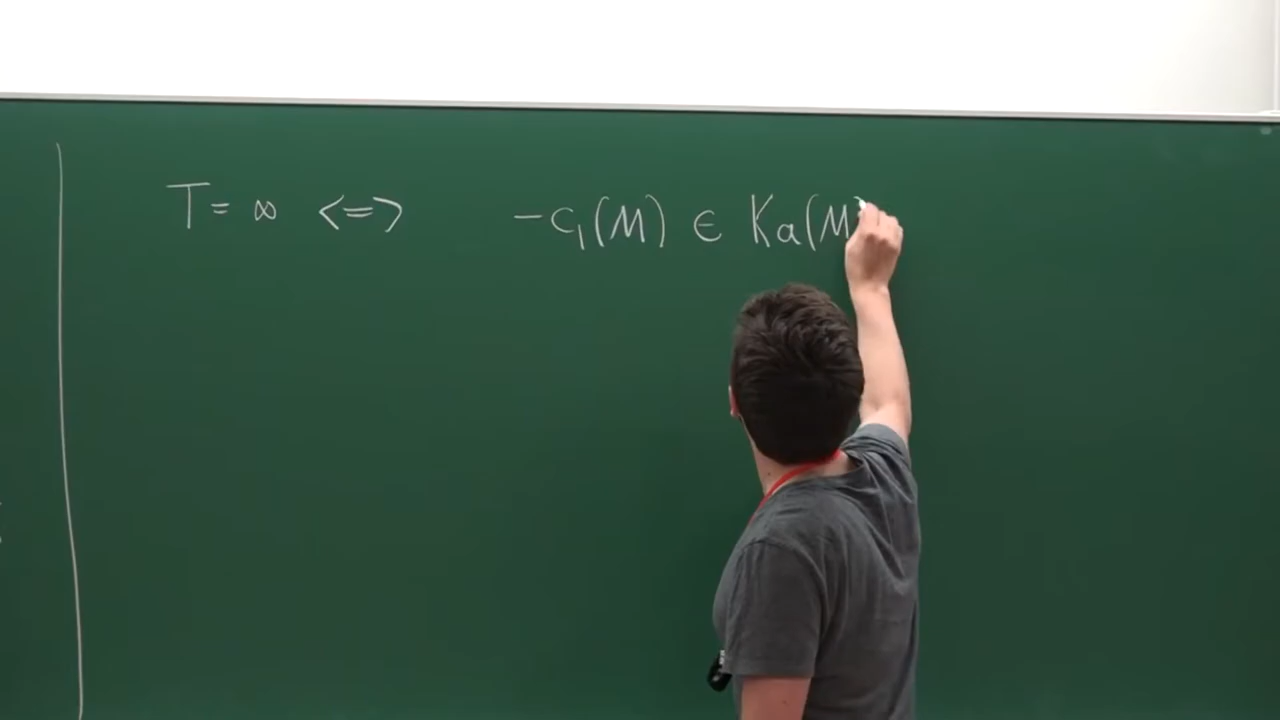 T = ∞ <=> -c₁(M) ∈ Ka(M)